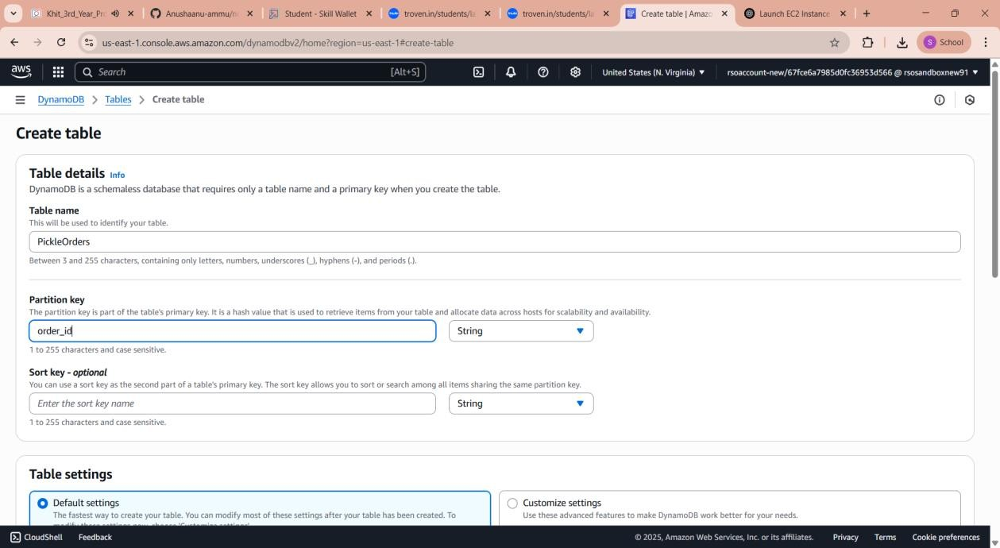 Khit_3rd_Year_Pro
Anushaanu-ammu/n
Student - Skill Wallet
troven.in/students/la
troven.in/students/la
Create table | Amazo
Launch EC2 Instance
us-east-1.console.aws.amazon.com/dynamodbv2/home?region=us-east-1#create-table
School
aws
Search
[Alt+S]
United States (N. Virginia)
rsoaccount-new/67fce6a7985d0fc36953d566 @ rsosandboxnew91
DynamoDB
Tables
Create table
Create table
Table details Info
DynamoDB is a schemaless database that requires only a table name and a primary key when you create the table.
Table name
This will be used to identify your table.
PickleOrders
Between 3 and 255 characters, containing only letters, numbers, underscores (_), hyphens (-), and periods (.).
Partition key
The partition key is part of the table's primary key. It is a hash value that is used to retrieve items from your table and allocate data across hosts for scalability and availability.
order_id
String
1 to 255 characters and case sensitive.
Sort key - optional
You can use a sort key as the second part of a table's primary key. The sort key allows you to sort or search among all items sharing the same partition key.
Enter the sort key name
String
1 to 255 characters and case sensitive.
Table settings
Default settings
The fastest way to create your table. You can modify most of these settings after your table has been created. To
modify these settings now, choose 'Customize settings'.
Customize settings
Use these advanced features to make DynamoDB work better for your needs.
CloudShell
Feedback
© 2025, Amazon Web Services, Inc. or its affiliates.
Privacy
Terms
Cookie preferences